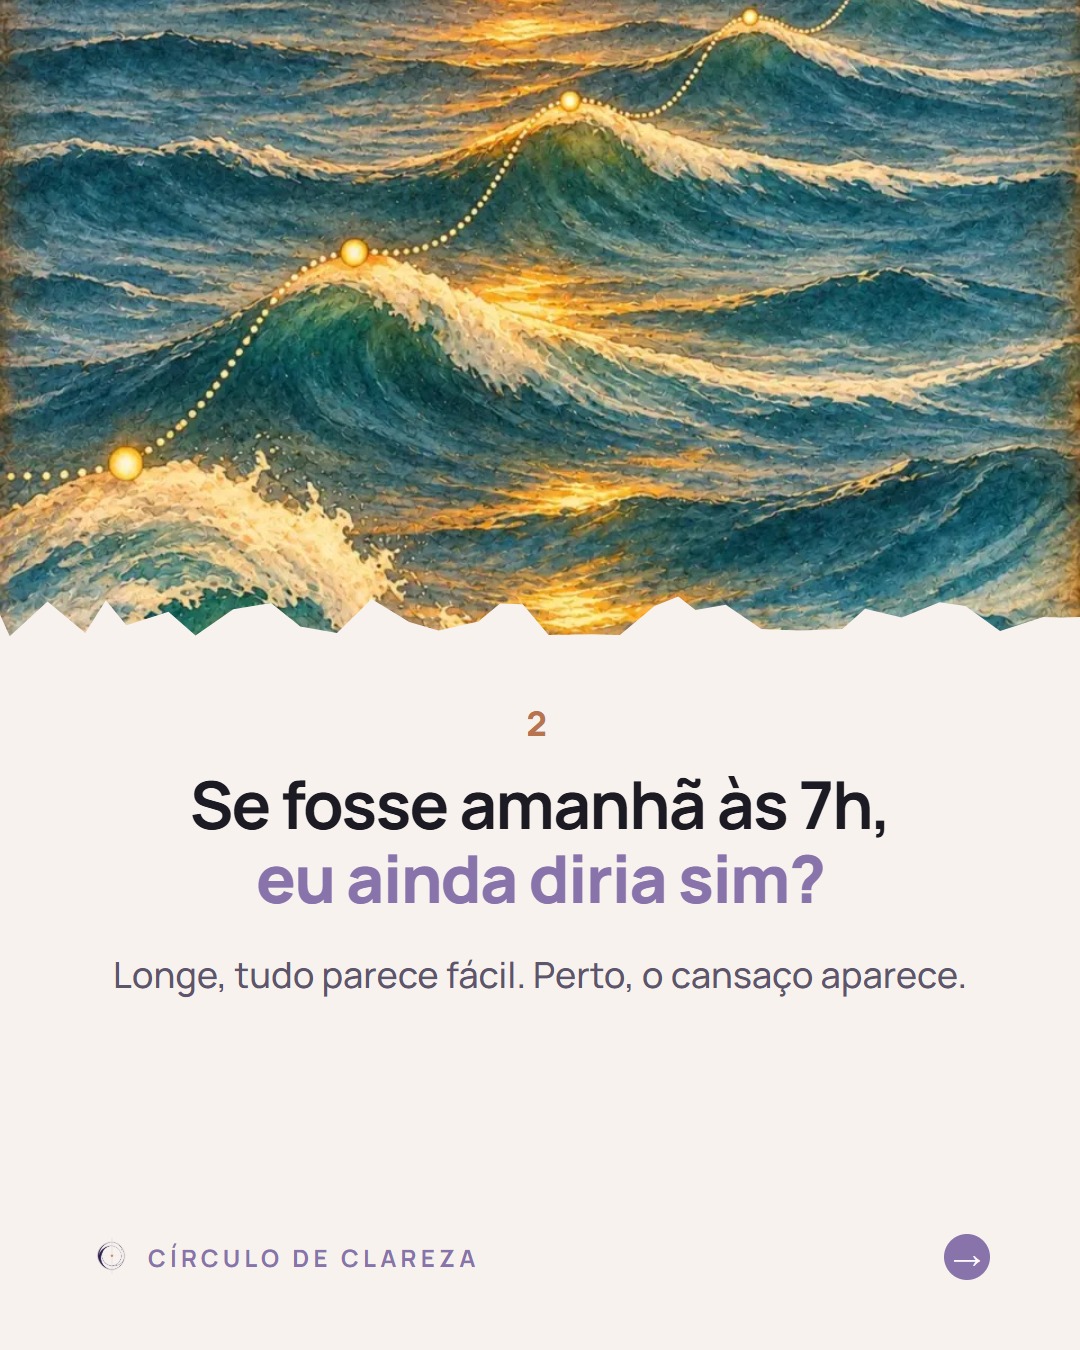 2
Se fosse amanhã às 7h,
eu ainda diria sim?
Longe, tudo parece fácil. Perto, o cansaço aparece.
CÍRCULO DE CLAREZA →